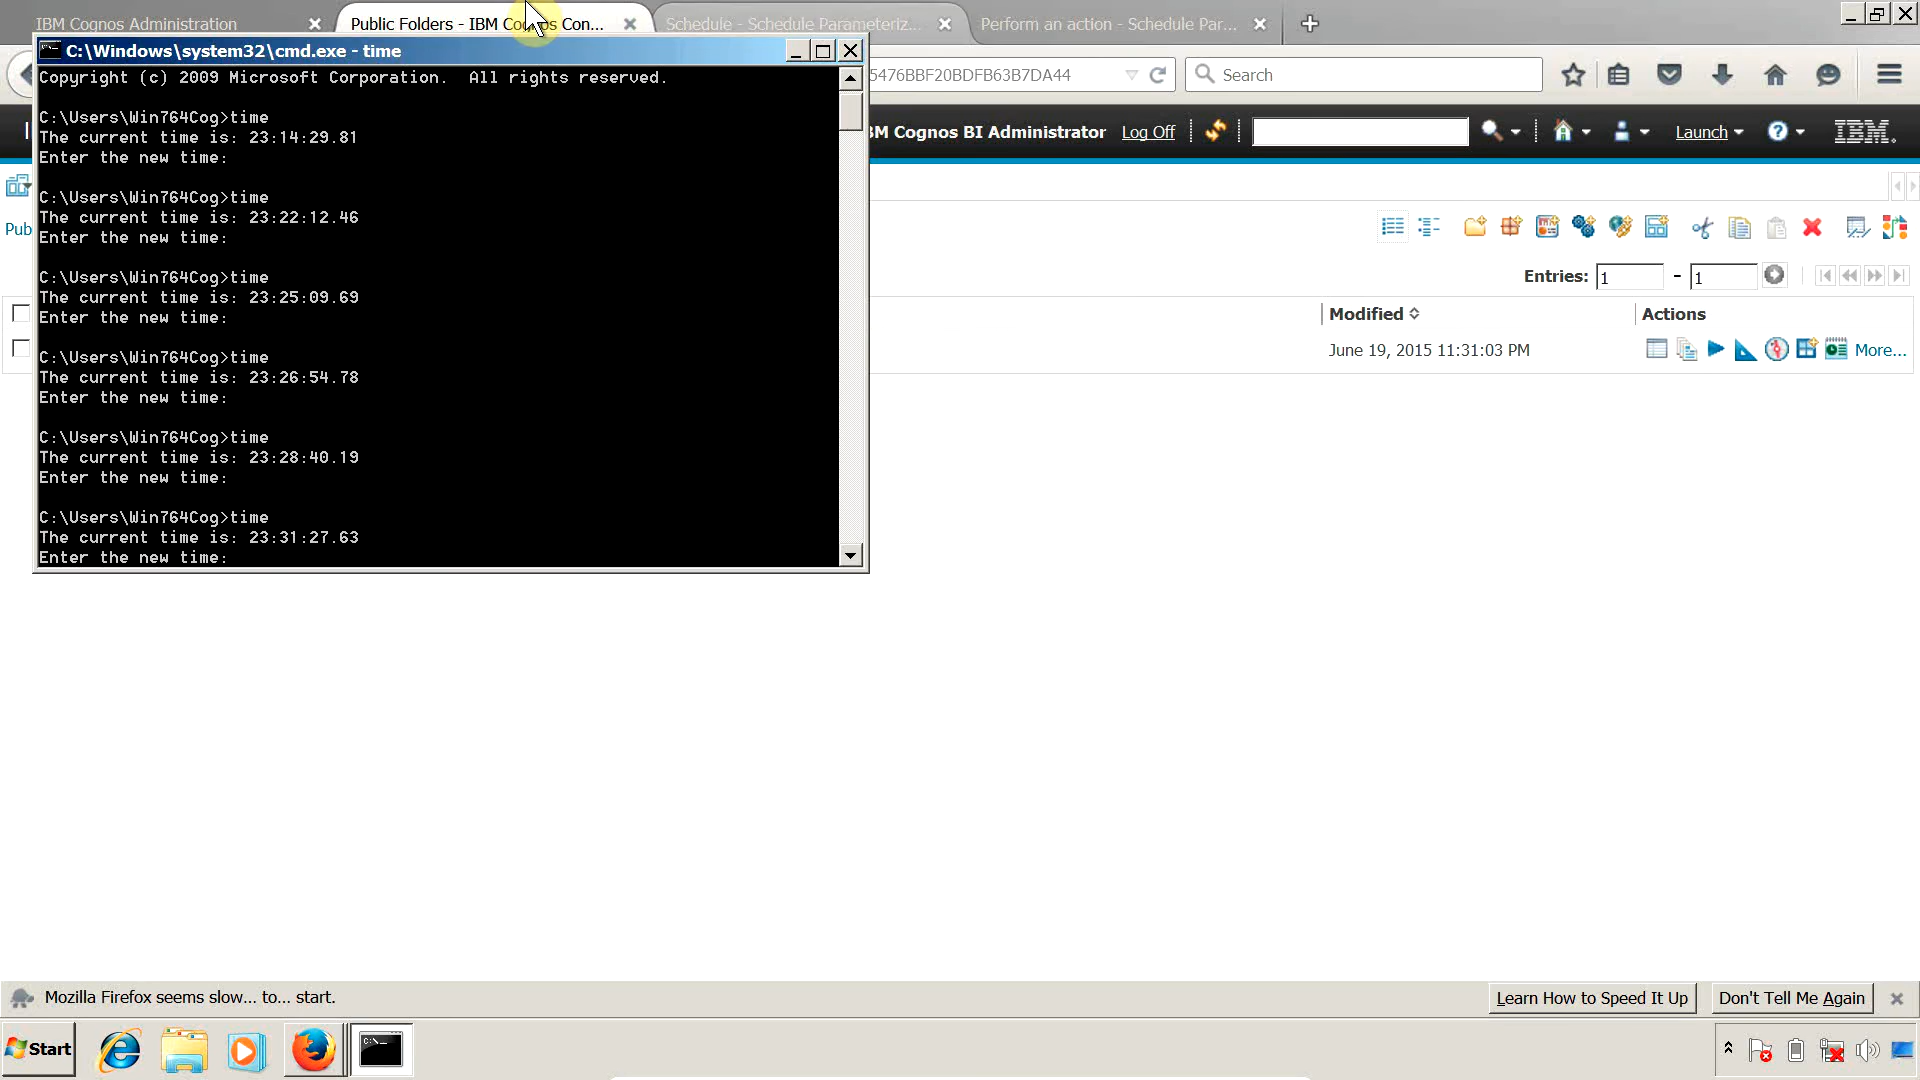 IBM Cognos Administration
Public Folders - IBM Cognos Con...
Schedule - Schedule Parameteriz...
Perform an action - Schedule Par...
C:\Windows\system32\cmd.exe - time
5476BBF20BDFB63B7DA44
Search
Copyright (c) 2009 Microsoft Corporation. All rights reserved.
C:\Users\Win764Cog>time
The current time is: 23:14:29.81
Enter the new time:
C:\Users\Win764Cog>time
The current time is: 23:22:12.46
Enter the new time:
C:\Users\Win764Cog>time
The current time is: 23:25:09.69
Enter the new time:
C:\Users\Win764Cog>time
The current time is: 23:26:54.78
Enter the new time:
C:\Users\Win764Cog>time
The current time is: 23:28:40.19
Enter the new time:
C:\Users\Win764Cog>time
The current time is: 23:31:27.63
Enter the new time:
BM Cognos BI Administrator
Log Off
Launch
IBM.
Pub
Entries: 1 - 1
Modified
Actions
June 19, 2015 11:31:03 PM
More...
Mozilla Firefox seems slow... to... start.
Learn How to Speed It Up
Don't Tell Me Again
Start